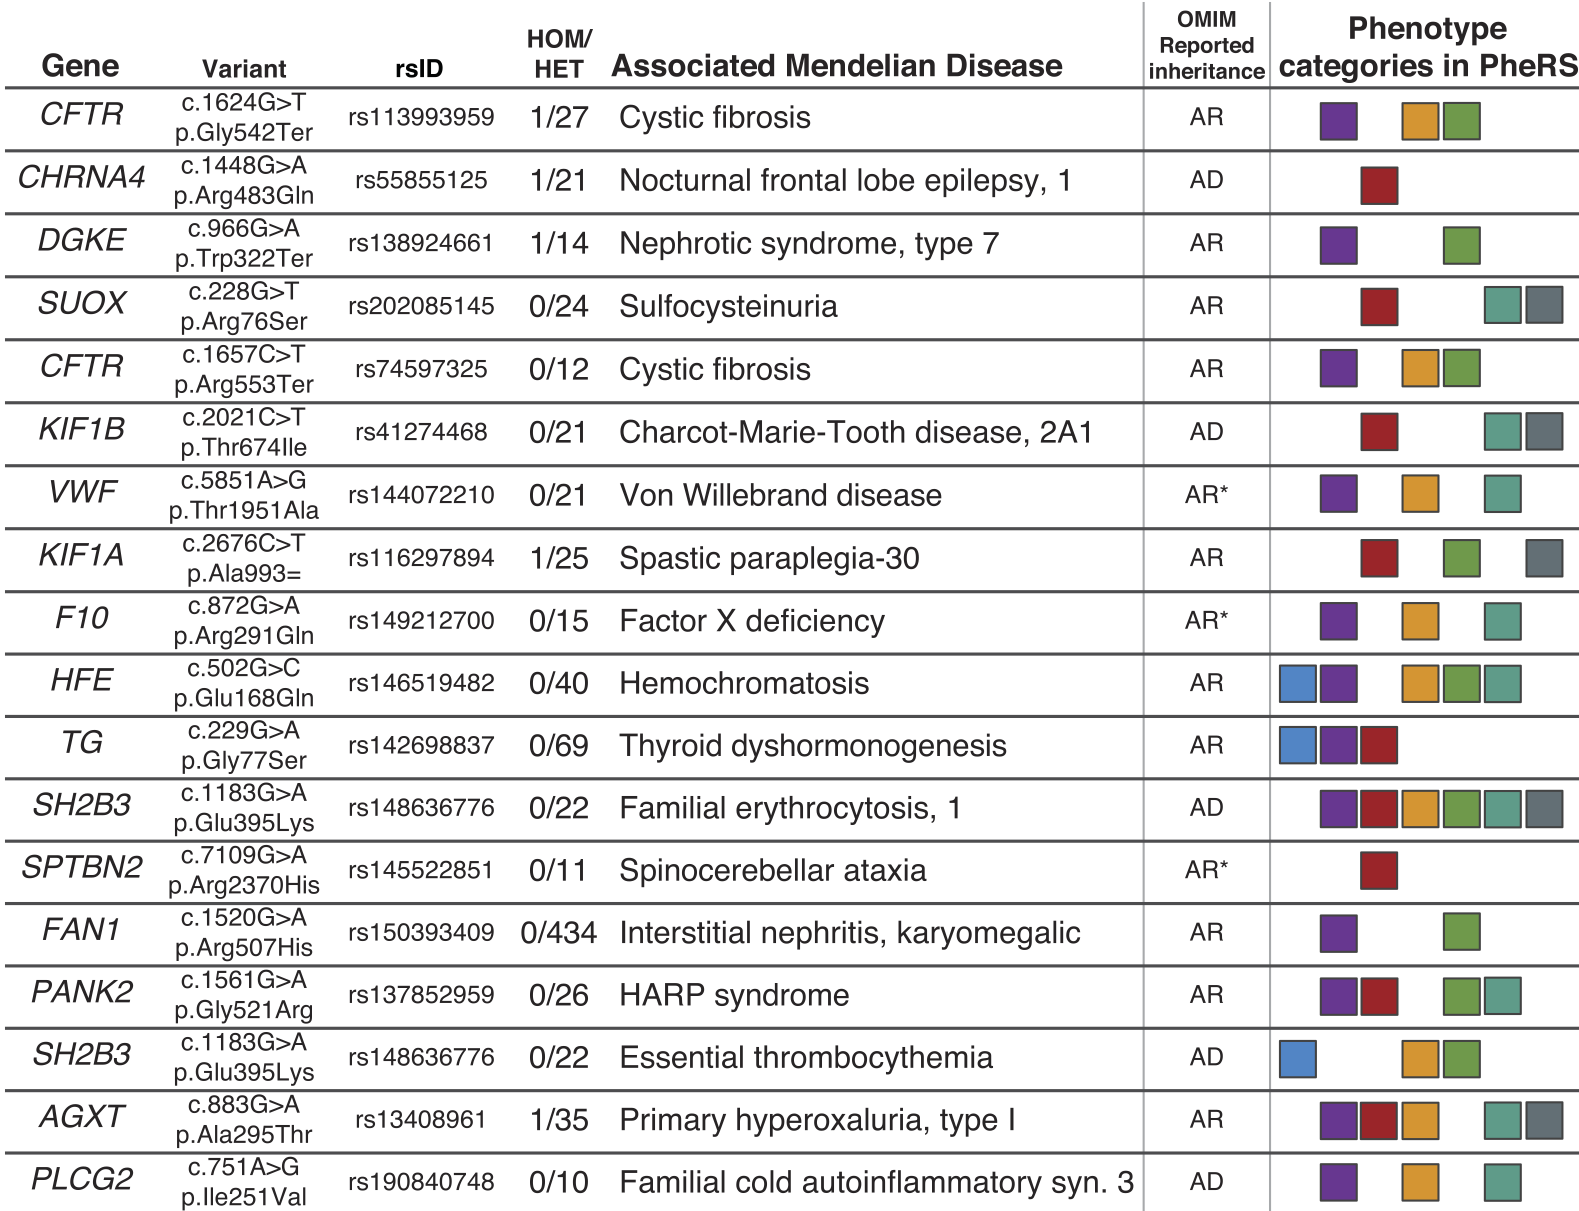 Gene Variant rsID HOM/ HET Associated Mendelian Disease OMIM Reported inheritance Phenotype categories in PheRS
CFTR c.1624G>T p.Gly542Ter rs113993959 1/27 Cystic fibrosis AR
CHRNA4 c.1448G>A p.Arg483Gln rs55855125 1/21 Nocturnal frontal lobe epilepsy, 1 AD
DGKE c.966G>A p.Trp322Ter rs138924661 1/14 Nephrotic syndrome, type 7 AR
SUOX c.228G>T p.Arg76Ser rs202085145 0/24 Sulfocysteinuria AR
CFTR c.1657C>T p.Arg553Ter rs74597325 0/12 Cystic fibrosis AR
KIF1B c.2021C>T p.Thr674Ile rs41274468 0/21 Charcot-Marie-Tooth disease, 2A1 AD
VWF c.5851A>G p.Thr1951Ala rs144072210 0/21 Von Willebrand disease AR*
KIF1A c.2676C>T p.Ala993= rs116297894 1/25 Spastic paraplegia-30 AR
F10 c.872G>A p.Arg291Gln rs149212700 0/15 Factor X deficiency AR*
HFE c.502G>C p.Glu168Gln rs146519482 0/40 Hemochromatosis AR
TG c.229G>A p.Gly77Ser rs142698837 0/69 Thyroid dyshormonogenesis AR
SH2B3 c.1183G>A p.Glu395Lys rs148636776 0/22 Familial erythrocytosis, 1 AD
SPTBN2 c.7109G>A p.Arg2370His rs145522851 0/11 Spinocerebellar ataxia AR*
FAN1 c.1520G>A p.Arg507His rs150393409 0/434 Interstitial nephritis, karyomegalic AR
PANK2 c.1561G>A p.Gly521Arg rs137852959 0/26 HARP syndrome AR
SH2B3 c.1183G>A p.Glu395Lys rs148636776 0/22 Essential thrombocythemia AD
AGXT c.883G>A p.Ala295Thr rs13408961 1/35 Primary hyperoxaluria, type I AR
PLCG2 c.751A>G p.Ile251Val rs190840748 0/10 Familial cold autoinflammatory syn. 3 AD